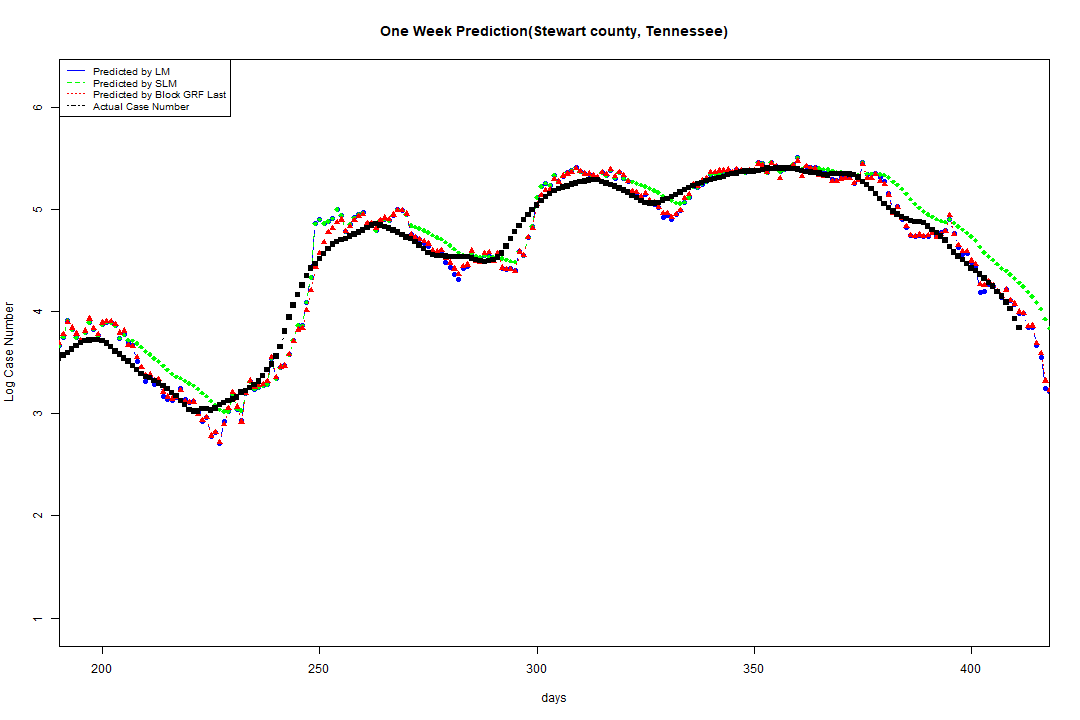 One Week Prediction(Stewart county, Tennessee)
Predicted by LM
Predicted by SLM
Predicted by Block GRF Last
Actual Case Number
6
5
4
3
2
1
Log Case Number
200 250 300 350 400
days